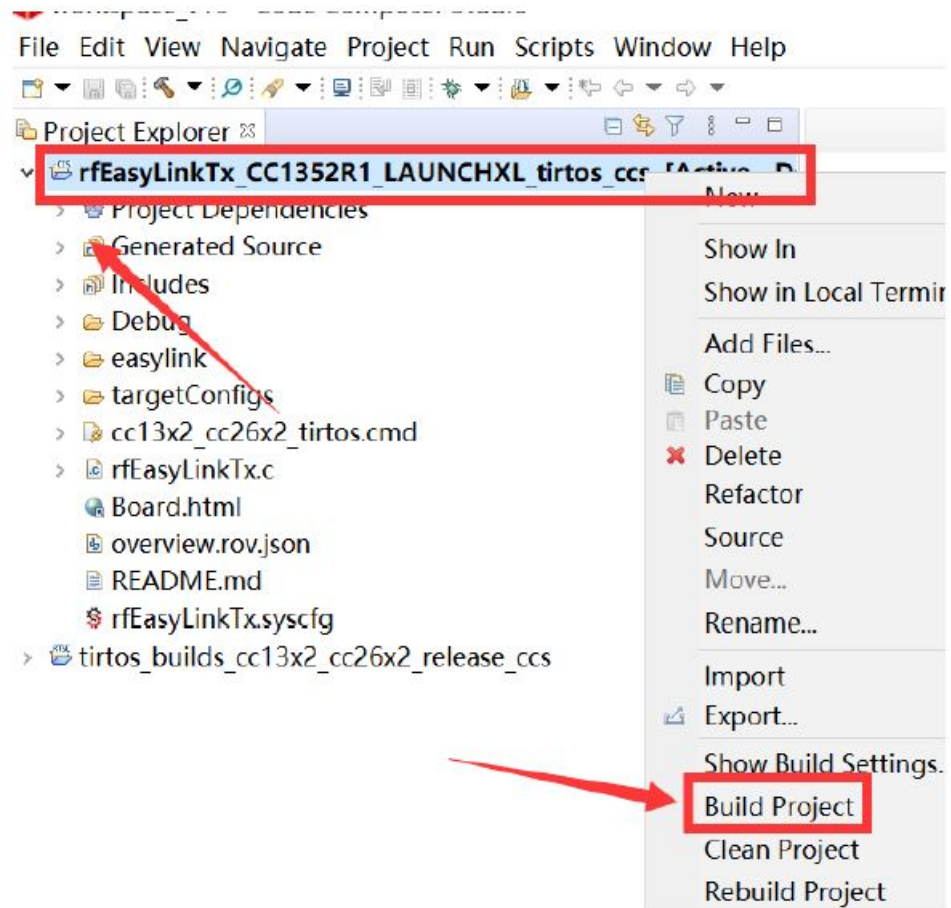 File Edit View Navigate Project Run Scripts Window Help
Project Explorer
rfEasyLinkTx_CC1352R1_LAUNCHXL_tirtos_ccs [Active - D
Project Dependencies
Generated Source
Includes
Debug
easylink
targetConfigs
cc13x2_cc26x2_tirtos.cmd
rfEasyLinkTx.c
Board.html
overview.rov.json
README.md
rfEasyLinkTx.syscfg
tirtos_builds_cc13x2_cc26x2_release_ccs
New
Show In
Show in Local Termin
Add Files...
Copy
Paste
Delete
Refactor
Source
Move...
Rename...
Import
Export...
Show Build Settings.
Build Project
Clean Project
Rebuild Project